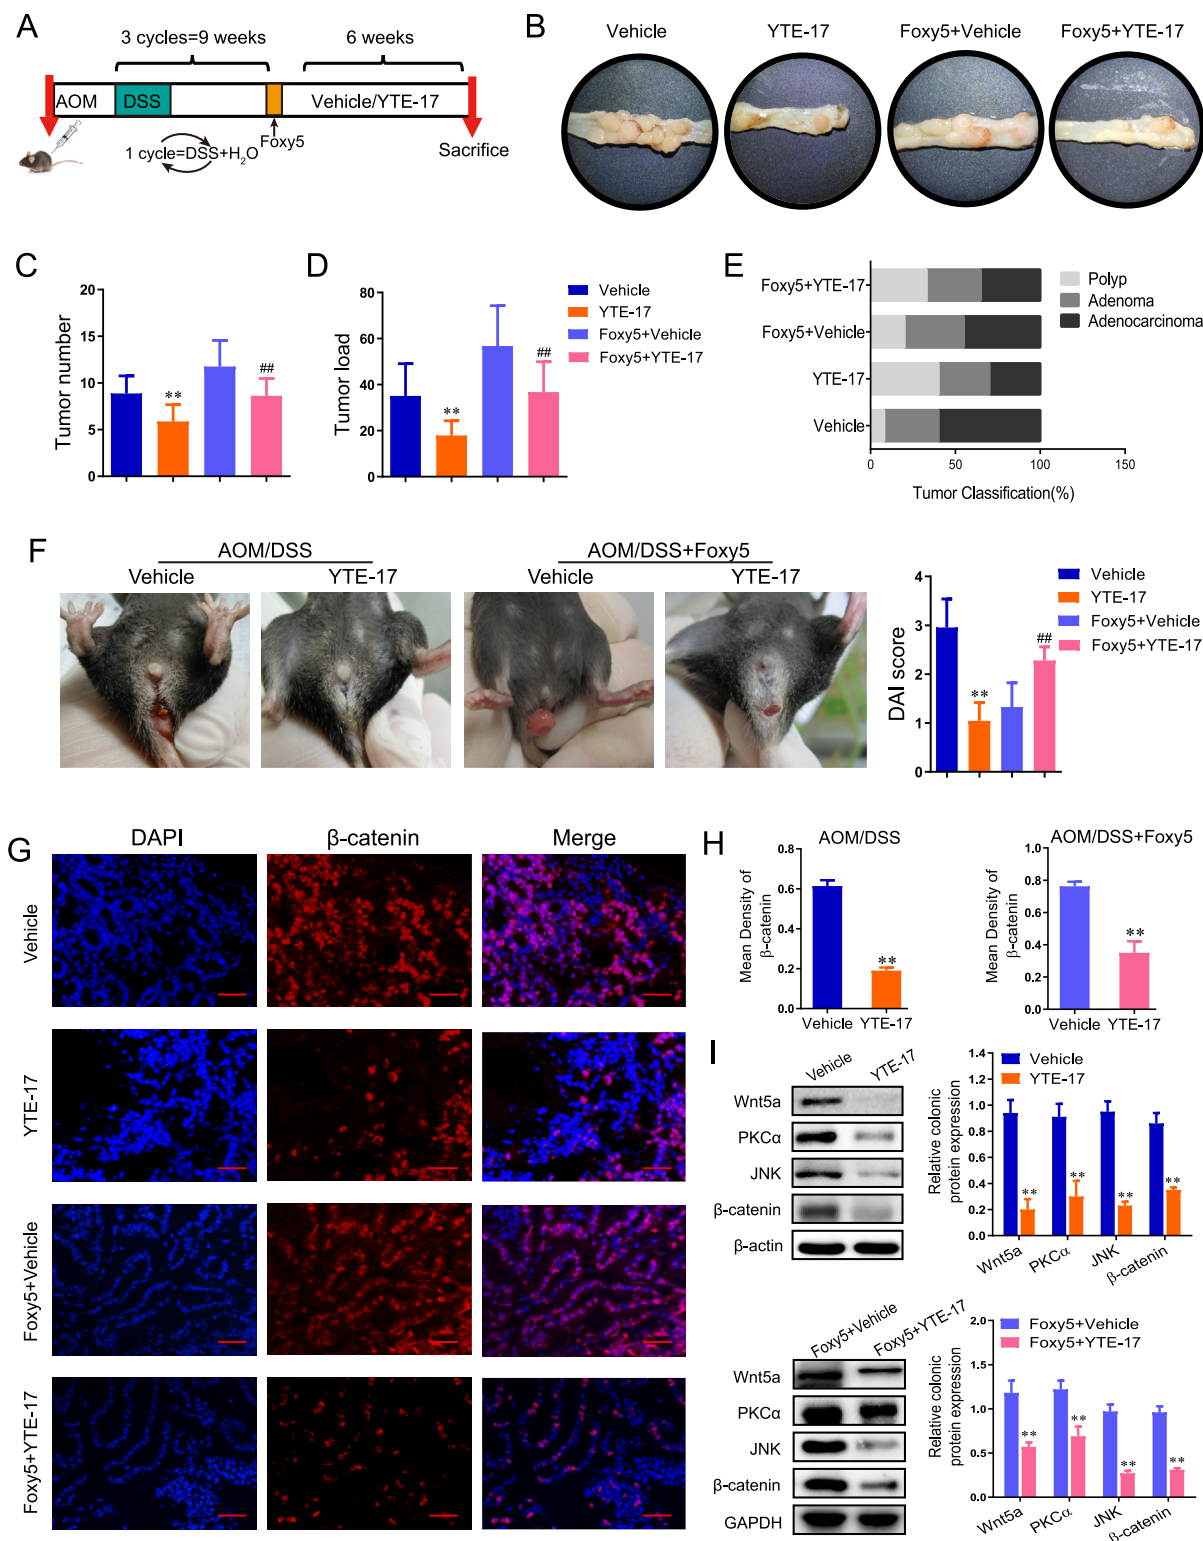 A
3 cycles=9 weeks
6 weeks
AOM
DSS
Vehicle/YTE-17
Foxy5
1 cycle=DSS+H2O
Sacrifice
B
Vehicle
YTE-17
Foxy5+Vehicle
Foxy5+YTE-17
C
Tumor number
20
15
10
5
0
**
##
D
Tumor load
80
60
40
20
0
**
##
Vehicle
YTE-17
Foxy5+Vehicle
Foxy5+YTE-17
E
Foxy5+YTE-17
Foxy5+Vehicle
YTE-17
Vehicle
0
50
100
150
Tumor Classification(%)
Polyp
Adenoma
Adenocarcinoma
F
AOM/DSS
AOM/DSS+Foxy5
Vehicle
YTE-17
Vehicle
YTE-17
DAI score
4
3
2
1
0
**
##
Vehicle
YTE-17
Foxy5+Vehicle
Foxy5+YTE-17
G
DAPI
β-catenin
Merge
Vehicle
YTE-17
Foxy5+Vehicle
Foxy5+YTE-17
H
AOM/DSS
Mean Density of
β-catenin
0.8
0.6
0.4
0.2
0.0
**
Vehicle
YTE-17
AOM/DSS+Foxy5
Mean Density of
β-catenin
1.0
0.8
0.6
0.4
0.2
0.0
**
Vehicle
YTE-17
I
Vehicle
YTE-17
Wnt5a
PKCα
JNK
β-catenin
β-actin
Relative colonic
protein expression
1.4
1.2
1.0
0.8
0.6
0.4
0.2
0.0
Vehicle
YTE-17
**
**
**
**
Wnt5a
PKCα
JNK
β-catenin
Foxy5+Vehicle
Foxy5+YTE-17
Wnt5a
PKCα
JNK
β-catenin
GAPDH
Relative colonic
protein expression
2.0
1.5
1.0
0.5
0.0
Foxy5+Vehicle
Foxy5+YTE-17
**
**
**
**
Wnt5a
PKCα
JNK
β-catenin